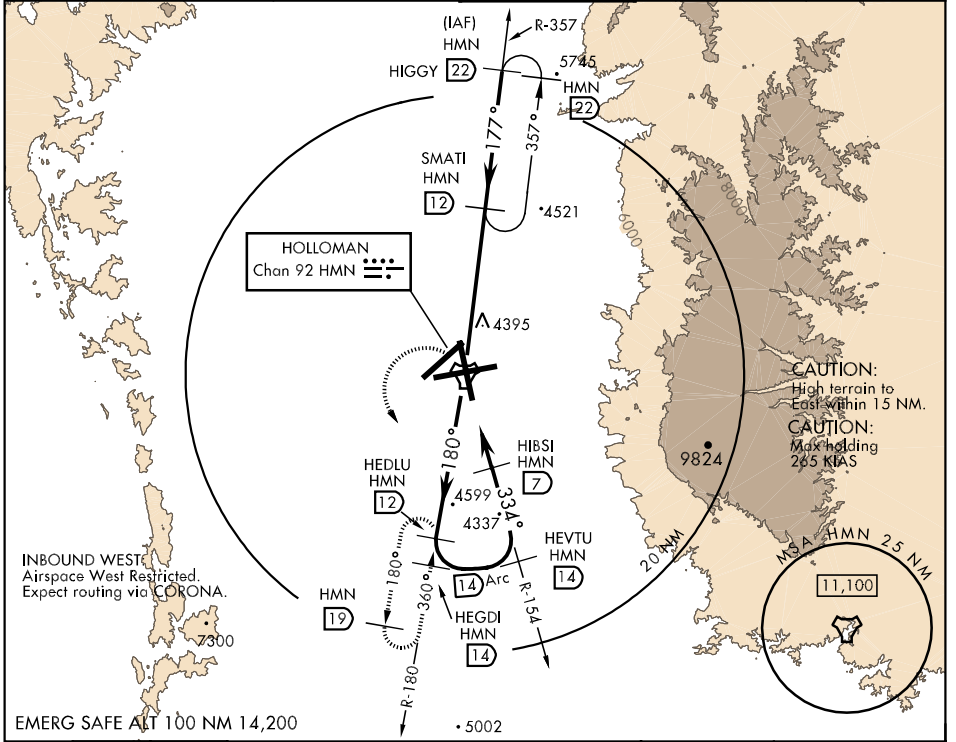 (IAF)
HMN
HIGGY 22
R-357
5745
HMN
22
177°
357°
SMATI
HMN
12
4521
6000
8000
HOLLOMAN
Chan 92 HMN
4395
CAUTION:
High terrain to
East within 15 NM.
CAUTION:
Max holding
265 KIAS
9824
180°
HIBSI
HMN
7
334°
HEDLU
HMN
12
4599
4337
HEVTU
HMN
14
20 NM
MSA HMN 25 NM
11,100
INBOUND WEST:
Airspace West Restricted.
Expect routing via CORONA.
7300
HMN
19
180°
360°
14 Arc
HEGDI
HMN
14
R-154
R-180
5002
EMERG SAFE ALT 100 NM 14,200